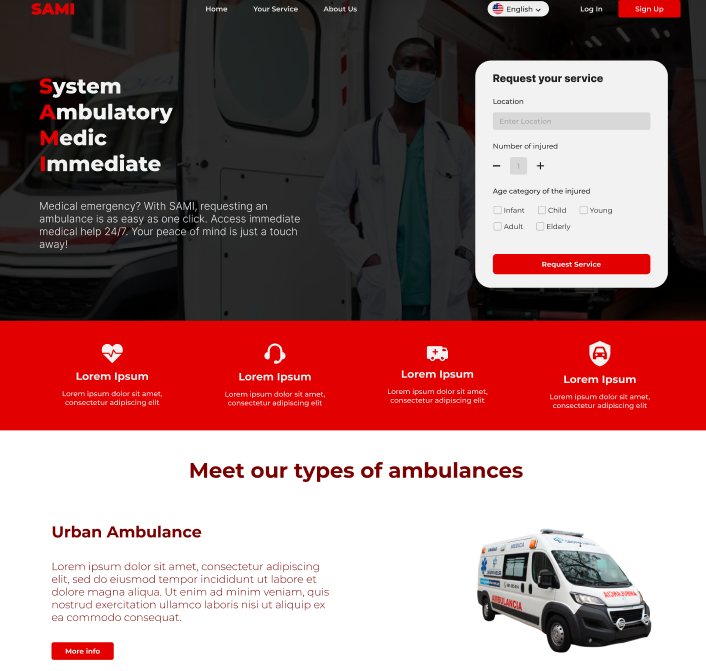 SAMI
Home
Your Service
About Us
English
Log In
Sign Up
System
Ambulatory
Medic
Immediate
Medical emergency? With SAMI, requesting an
ambulance is as easy as one click. Access immediate
medical help 24/7. Your peace of mind is just a touch
away!
Request your service
Location
Enter Location
Number of injured
1
Age category of the injured
Infant
Child
Young
Adult
Elderly
Request Service
Lorem Ipsum
Lorem ipsum dolor sit amet,
consectetur adipiscing elit
Lorem Ipsum
Lorem ipsum dolor sit amet,
consectetur adipiscing elit
Lorem Ipsum
Lorem ipsum dolor sit amet,
consectetur adipiscing elit
Lorem Ipsum
Lorem ipsum dolor sit amet,
consectetur adipiscing elit
Meet our types of ambulances
Urban Ambulance
Lorem ipsum dolor sit amet, consectetur adipiscing
elit, sed do eiusmod tempor incididunt ut labore et
dolore magna aliqua. Ut enim ad minim veniam, quis
nostrud exercitation ullamco laboris nisi ut aliquip ex
ea commodo consequat.
More info
AMBULANCIA